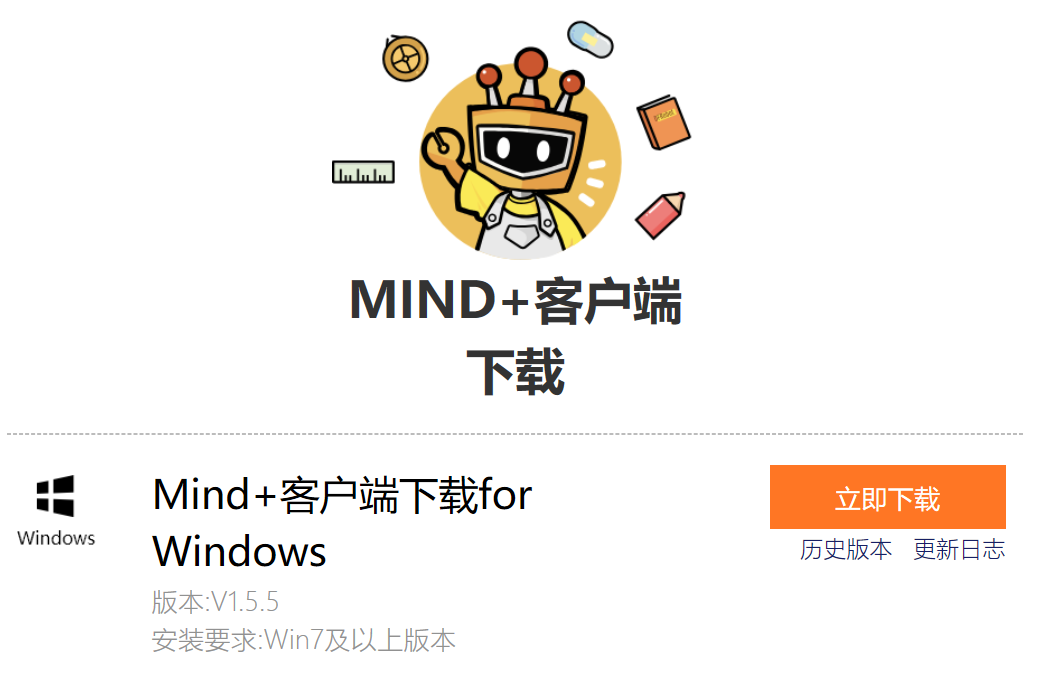 MIND+客户端
下载
Windows
Mind+客户端下载for
Windows
版本:V1.5.5
安装要求:Win7及以上版本
立即下载
历史版本 更新日志